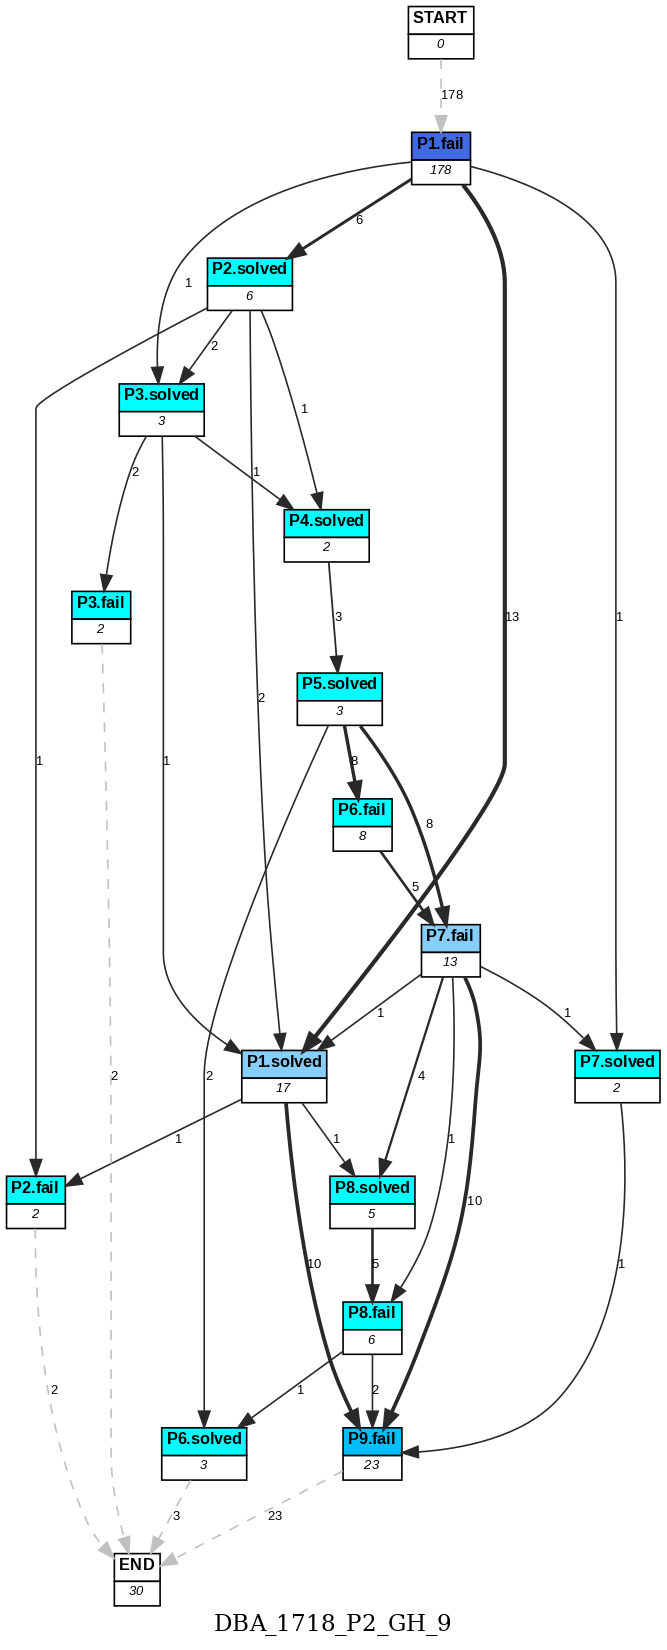 START
0
178
P1.fail
178
6
P2.solved
6
1
2
P3.solved
3
1
2
1
P4.solved
2
P3.fail
2
3
13
1
P5.solved
3
2
1
1
8
P6.fail
8
8
5
P7.fail
13
1
1
P1.solved
17
P7.solved
2
2
2
4
1
1
1
P2.fail
2
P8.solved
5
10
10
5
1
P8.fail
6
2
1
2
P6.solved
3
P9.fail
23
3
23
END
30
DBA_1718_P2_GH_9